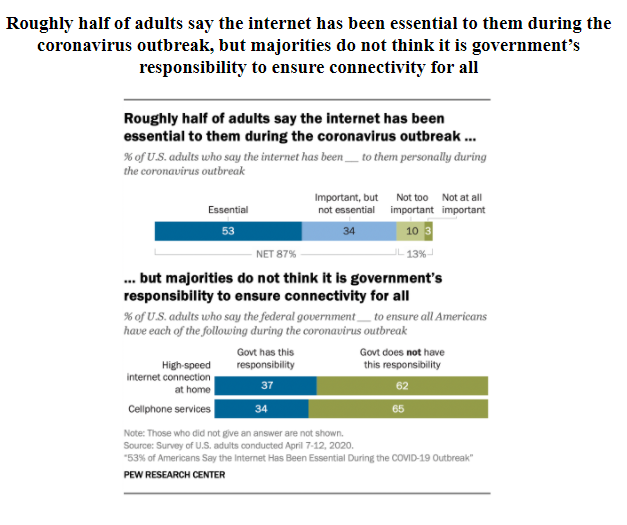 Roughly half of adults say the internet has been essential to them during the
coronavirus outbreak, but majorities do not think it is government’s
responsibility to ensure connectivity for all
Roughly half of adults say the internet has been
essential to them during the coronavirus outbreak ...
% of U.S. adults who say the internet has been __ to them personally during
the coronavirus outbreak
Essential
Important, but
not essential
Not too
important
Not at all
important
53
34
10
3
NET 87%
13%
... but majorities do not think it is government’s
responsibility to ensure connectivity for all
% of U.S. adults who say the federal government __ to ensure all Americans
have each of the following during the coronavirus outbreak
Govt has this
responsibility
Govt does not have
this responsibility
High-speed
internet connection
at home
37
62
Cellphone services
34
65
Note: Those who did not give an answer are not shown.
Source: Survey of U.S. adults conducted April 7-12, 2020.
"53% of Americans Say the Internet Has Been Essential During the COVID-19 Outbreak"
PEW RESEARCH CENTER